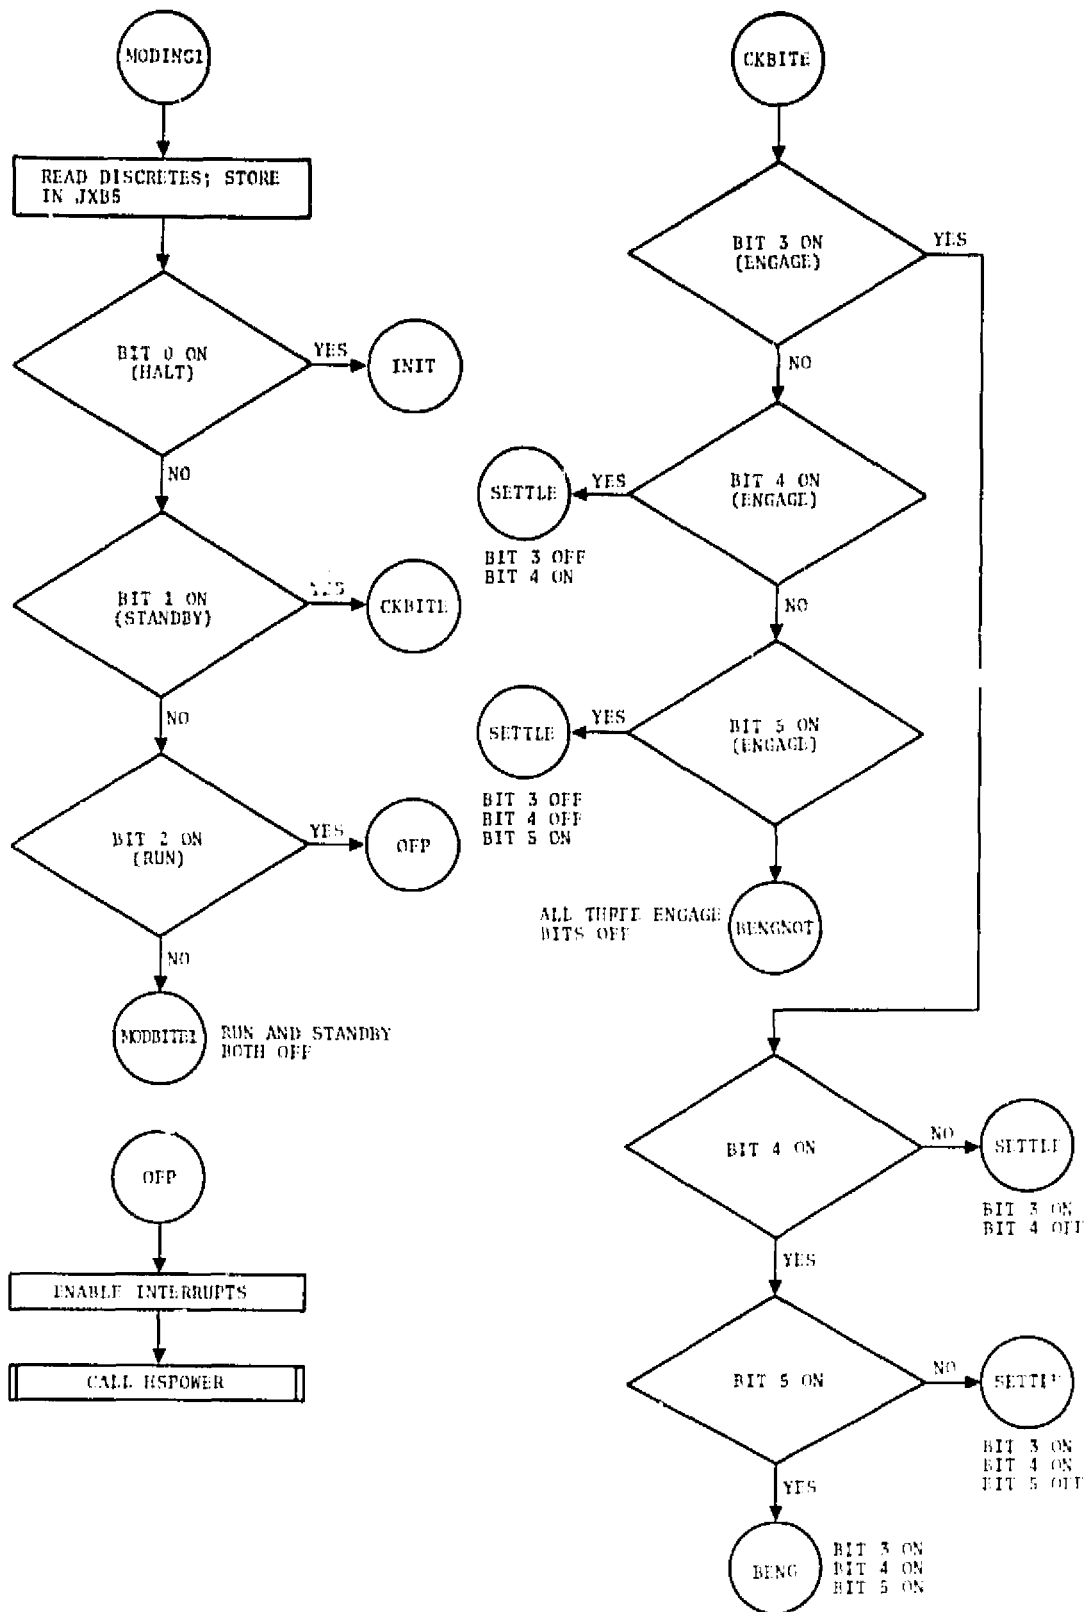 MODING1
READ DISCRETES; STORE
IN JXB5
BIT 0 ON
(HALT)
YES
INIT
NO
BIT 1 ON
(STANDBY)
YES
CKBITE
NO
BIT 2 ON
(RUN)
YES
OFP
NO
MODBITE1
RUN AND STANDBY
BOTH OFF
OFP
ENABLE INTERRUPTS
CALL HSPOWER
CKBITE
BIT 3 ON
(ENGAGE)
YES
NO
BIT 4 ON
(ENGAGE)
YES
SETTLE
BIT 3 OFF
BIT 4 ON
NO
BIT 5 ON
(ENGAGE)
YES
SETTLE
BIT 3 OFF
BIT 4 OFF
BIT 5 ON
ALL THREE ENGAGE
BITS OFF
BENGNOT
BIT 4 ON
NO
SETTLE
BIT 3 ON
BIT 4 OFF
YES
BIT 5 ON
NO
SETTLE
BIT 3 ON
BIT 4 ON
BIT 5 OFF
YES
BENG
BIT 3 ON
BIT 4 ON
BIT 5 ON